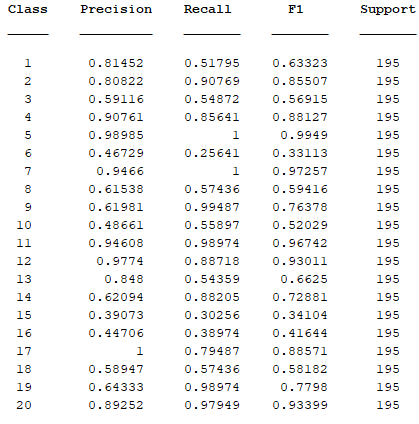 Class Precision Recall F1 Support
1 0.81452 0.51795 0.63323 195
2 0.80822 0.90769 0.85507 195
3 0.59116 0.54872 0.56915 195
4 0.90761 0.85641 0.88127 195
5 0.98985 1 0.9949 195
6 0.46729 0.25641 0.33113 195
7 0.9466 1 0.97257 195
8 0.61538 0.57436 0.59416 195
9 0.61981 0.99487 0.76378 195
10 0.48661 0.55897 0.52029 195
11 0.94608 0.98974 0.96742 195
12 0.9774 0.88718 0.93011 195
13 0.848 0.54359 0.6625 195
14 0.62094 0.88205 0.72881 195
15 0.39073 0.30256 0.34104 195
16 0.44706 0.38974 0.41644 195
17 1 0.79487 0.88571 195
18 0.58947 0.57436 0.58182 195
19 0.64333 0.98974 0.7798 195
20 0.89252 0.97949 0.93399 195